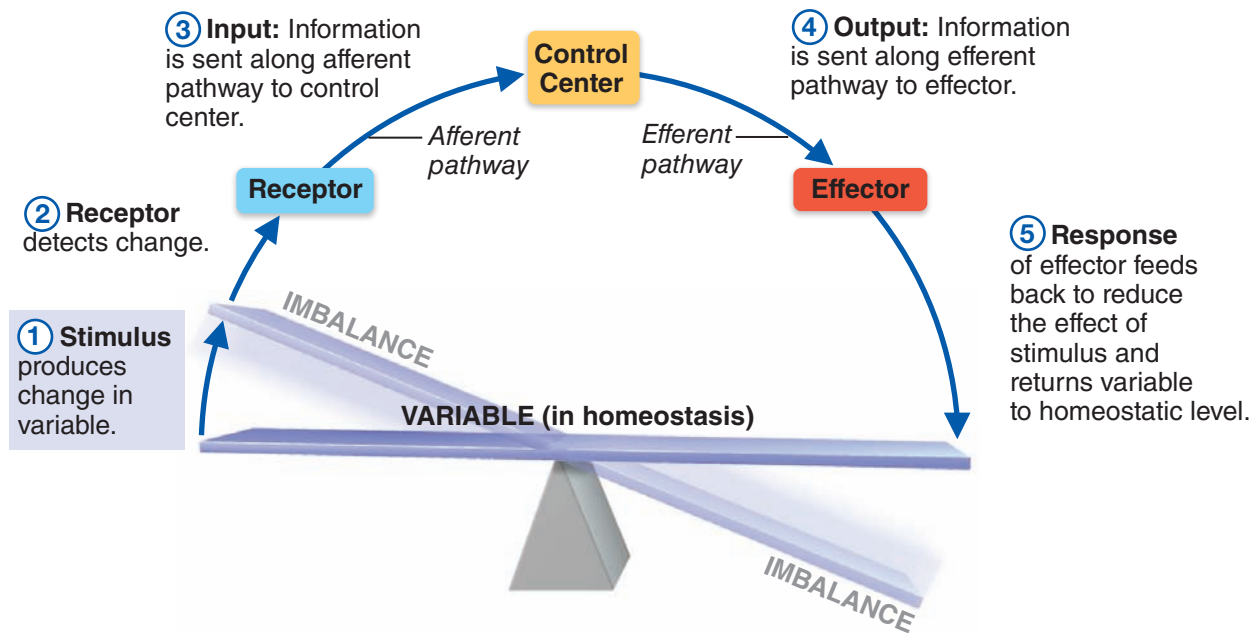 ① Stimulus
produces
change in
variable.
② Receptor
detects change.
Receptor
③ Input: Information
is sent along afferent
pathway to control
center.
Afferent
pathway
Control
Center
④ Output: Information
is sent along efferent
pathway to effector.
Efferent
pathway
Effector
⑤ Response
of effector feeds
back to reduce
the effect of
stimulus and
returns variable
to homeostatic level.
IMBALANCE
VARIABLE (in homeostasis)
IMBALANCE